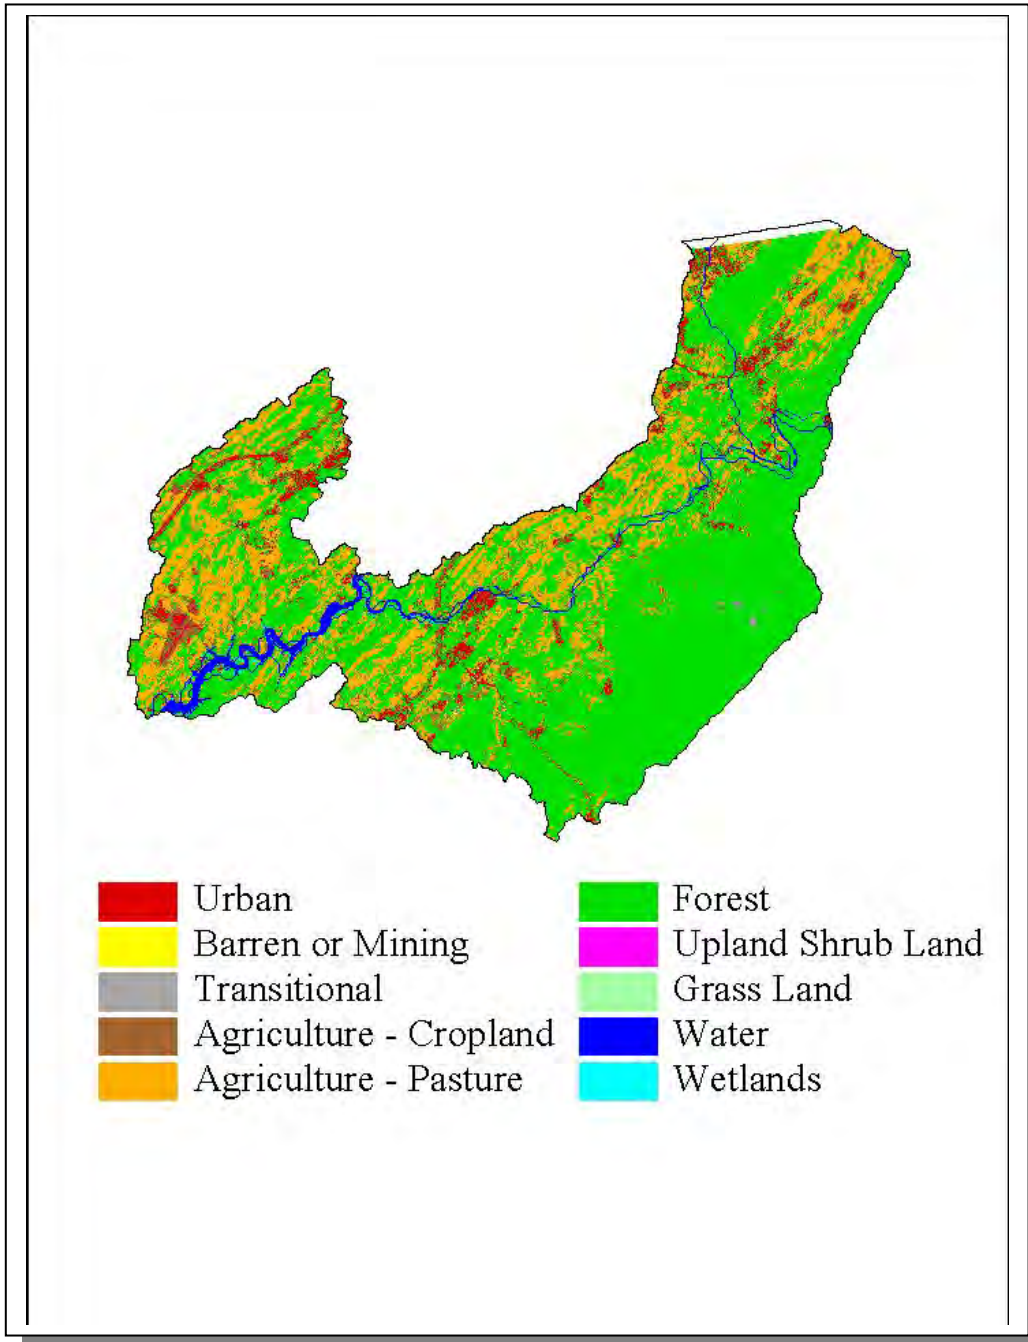 Urban
Barren or Mining
Transitional
Agriculture - Cropland
Agriculture - Pasture
Forest
Upland Shrub Land
Grass Land
Water
Wetlands